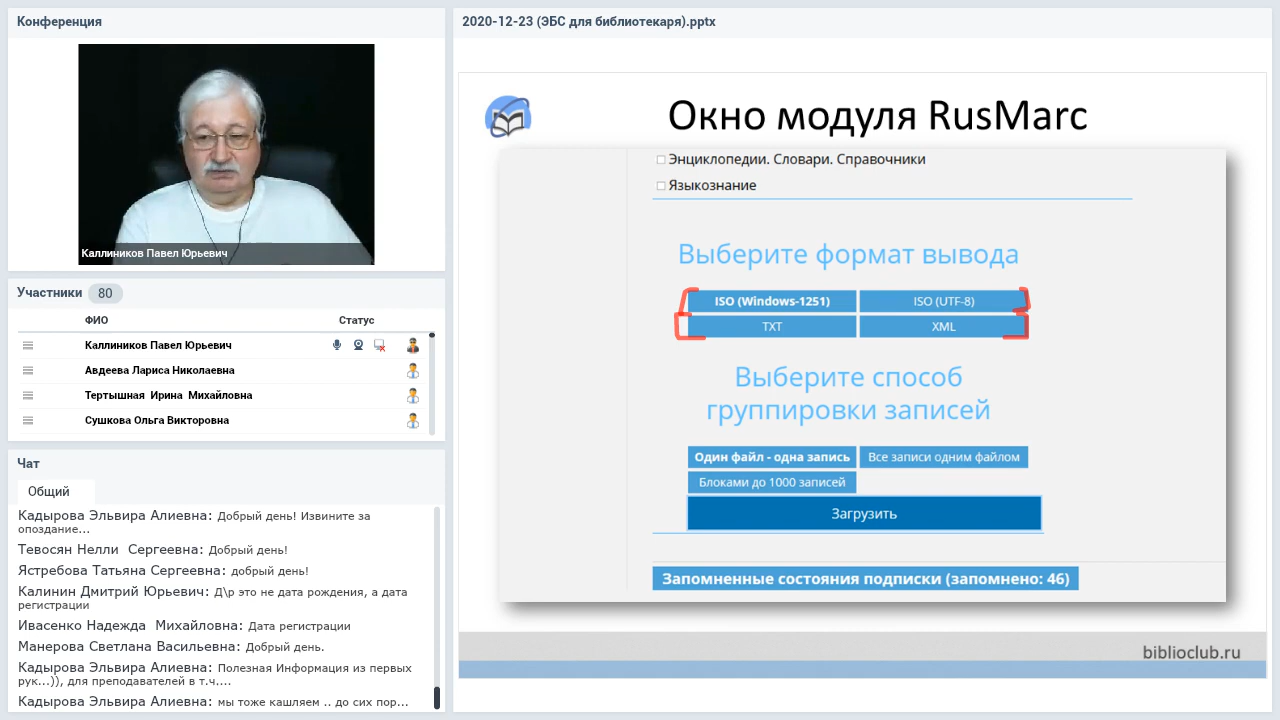 Конференция
Каллиников Павел Юрьевич
Участники 80
ФИО Статус
Каллиников Павел Юрьевич
Авдеева Лариса Николаевна
Тертышная Ирина Михайловна
Сушкова Ольга Викторовна
Чат
Общий
Кадырова Эльвира Алиевна: Добрый день! Извините за
опоздание...
Тевосян Нелли Сергеевна: Добрый день!
Ястребова Татьяна Сергеевна: добрый день!
Калинин Дмитрий Юрьевич: Д\р это не дата рождения, а дата
регистрации
Ивасенко Надежда Михайловна: Дата регистрации
Манерова Светлана Васильевна: Добрый день.
Кадырова Эльвира Алиевна: Полезная Информация из первых
рук...)), для преподавателей в т.ч....
Кадырова Эльвира Алиевна: мы тоже кашляем .. до сих пор...
2020-12-23 (ЭБС для библиотекаря).pptx
Окно модуля RusMarc
Энциклопедии. Словари. Справочники
Языкознание
Выберите формат вывода
ISO (Windows-1251) ISO (UTF-8)
TXT XML
Выберите способ
группировки записей
Один файл - одна запись Все записи одним файлом
Блоками до 1000 записей
Загрузить
Запомненные состояния подписки (запомнено: 46)
biblioclub.ru